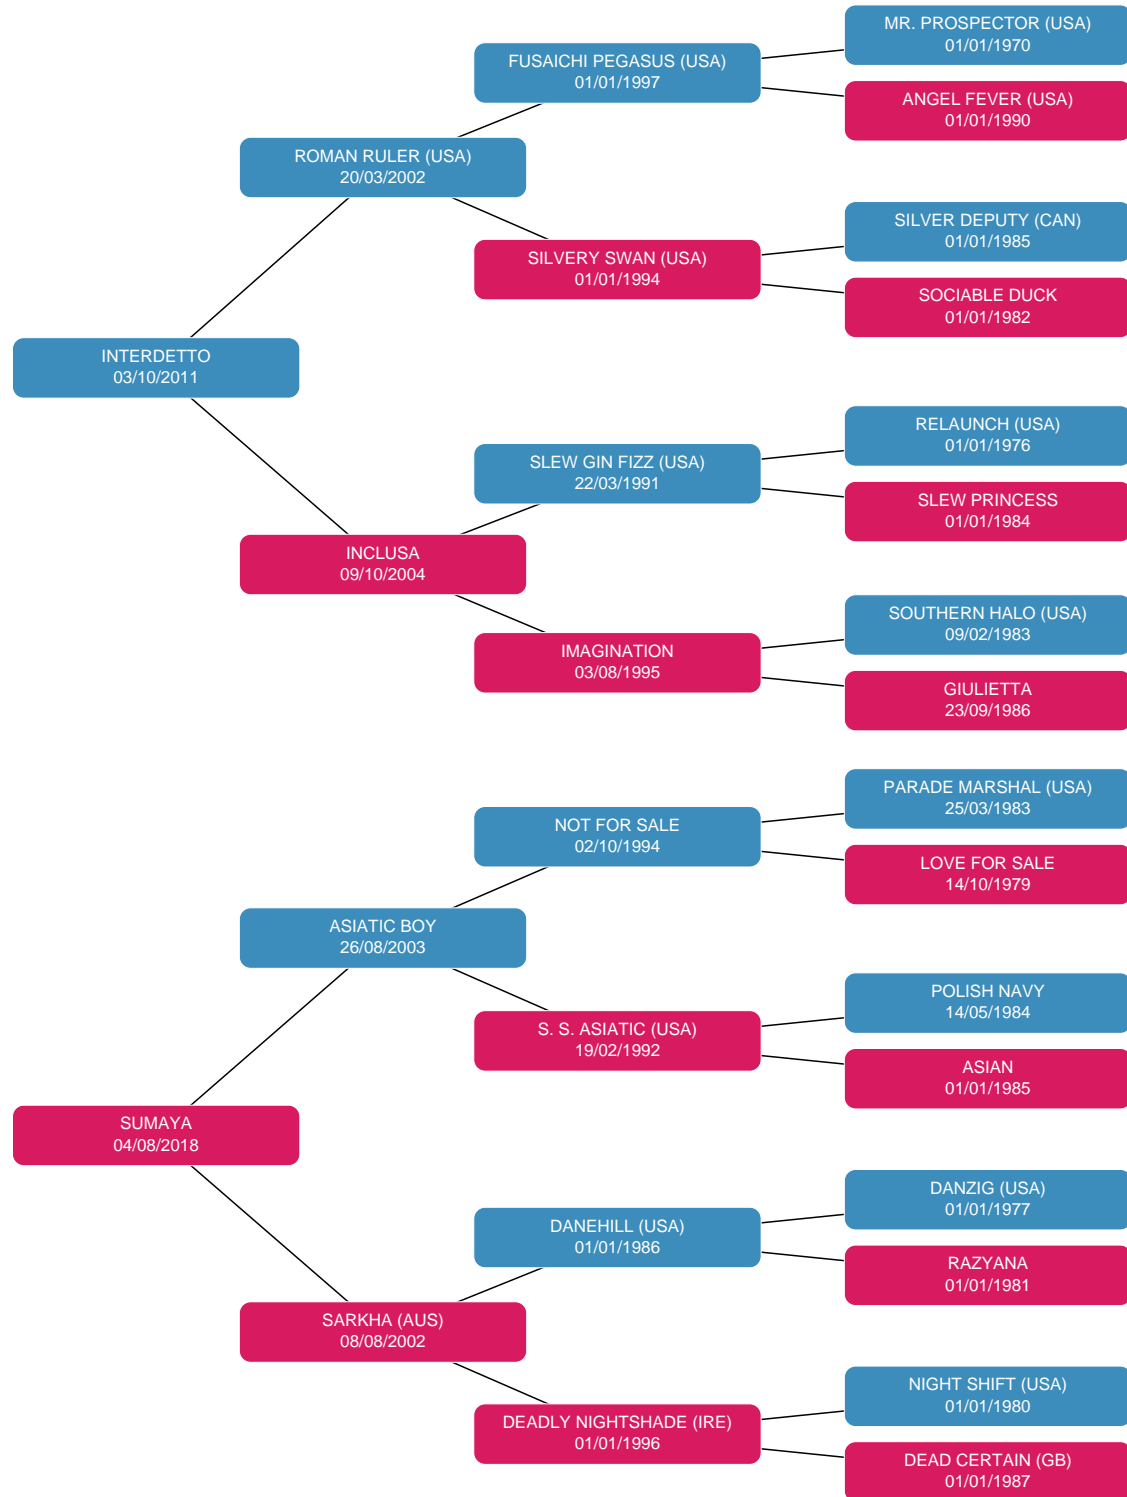 MR. PROSPECTOR (USA)
01/01/1970
FUSAICHI PEGASUS (USA)
01/01/1997
ANGEL FEVER (USA)
01/01/1990
ROMAN RULER (USA)
20/03/2002
SILVER DEPUTY (CAN)
01/01/1985
SILVERY SWAN (USA)
01/01/1994
SOCIABLE DUCK
01/01/1982
INTERDETTO
03/10/2011
RELAUNCH (USA)
01/01/1976
SLEW GIN FIZZ (USA)
22/03/1991
SLEW PRINCESS
01/01/1984
INCLUSA
09/10/2004
SOUTHERN HALO (USA)
09/02/1983
IMAGINATION
03/08/1995
GIULIETTA
23/09/1986
PARADE MARSHAL (USA)
25/03/1983
NOT FOR SALE
02/10/1994
LOVE FOR SALE
14/10/1979
ASIATIC BOY
26/08/2003
POLISH NAVY
14/05/1984
S. S. ASIATIC (USA)
19/02/1992
ASIAN
01/01/1985
SUMAYA
04/08/2018
DANZIG (USA)
01/01/1977
DANEHILL (USA)
01/01/1986
RAZYANA
01/01/1981
SARKHA (AUS)
08/08/2002
NIGHT SHIFT (USA)
01/01/1980
DEADLY NIGHTSHADE (IRE)
01/01/1996
DEAD CERTAIN (GB)
01/01/1987